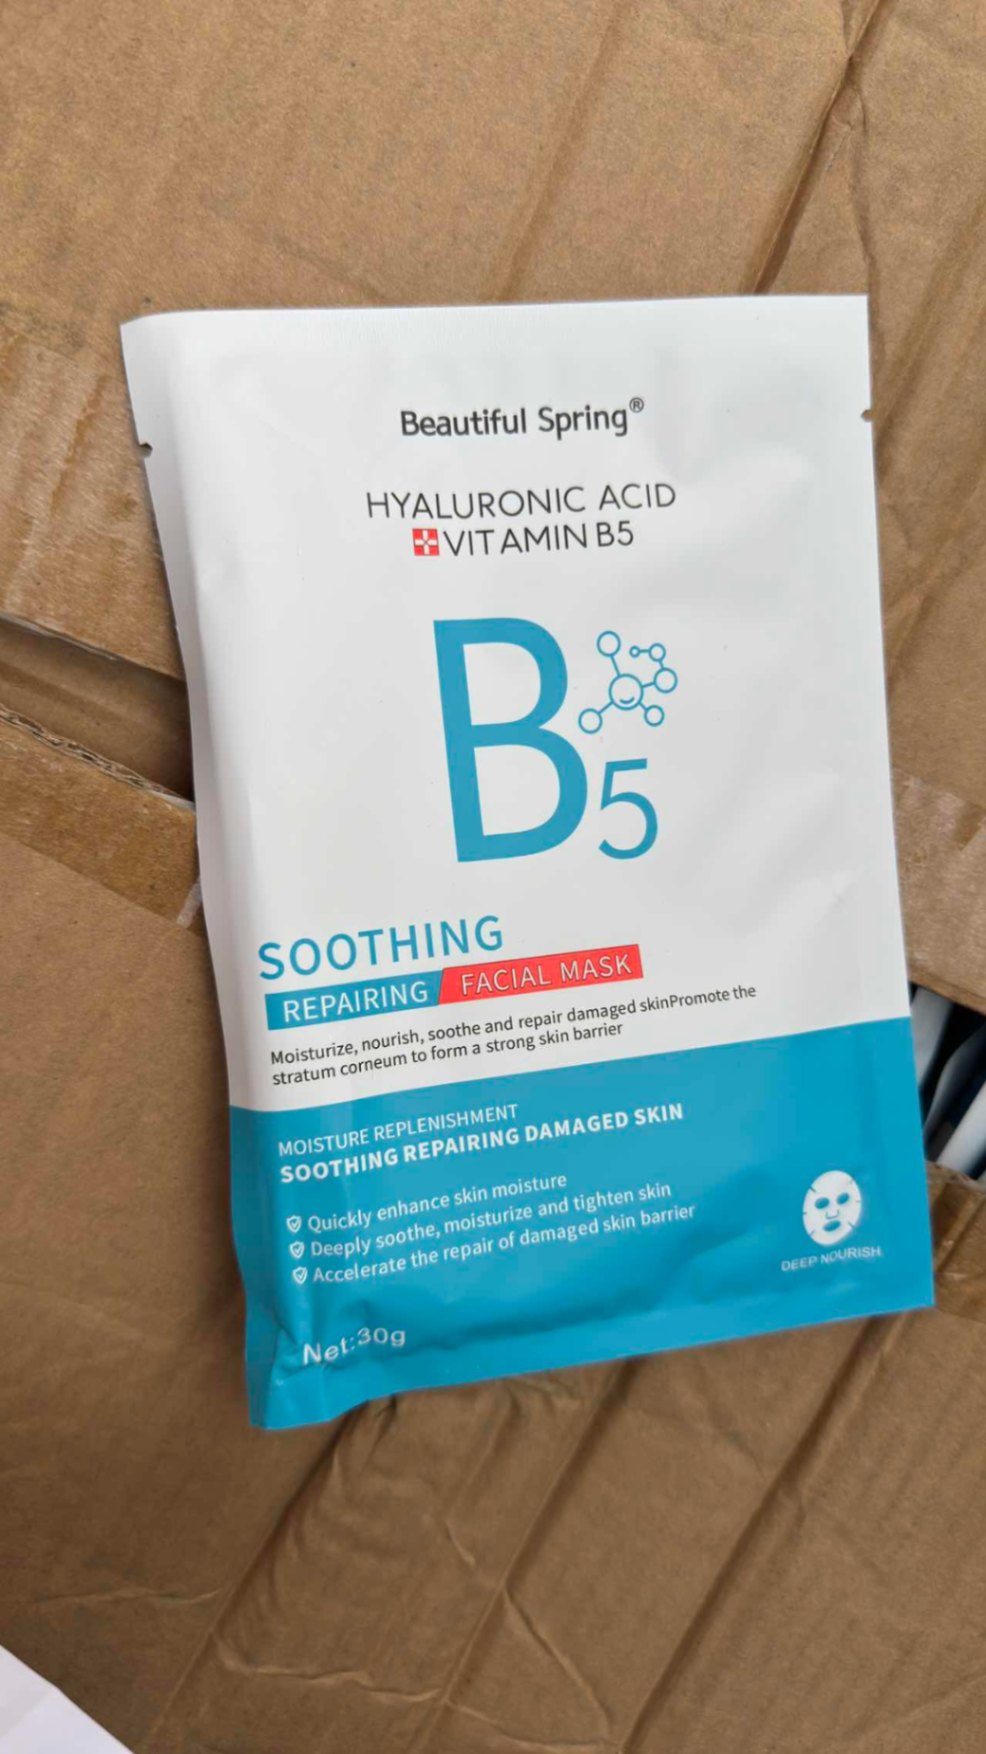 Beautiful Spring®
HYALURONIC ACID
VITAMIN B5
B5
SOOTHING
REPAIRING FACIAL MASK
Moisturize, nourish, soothe and repair damaged skinPromote the
stratum corneum to form a strong skin barrier
MOISTURE REPLENISHMENT
SOOTHING REPAIRING DAMAGED SKIN
Quickly enhance skin moisture
Deeply soothe, moisturize and tighten skin
Accelerate the repair of damaged skin barrier
DEEP NOURISH
Net:30g